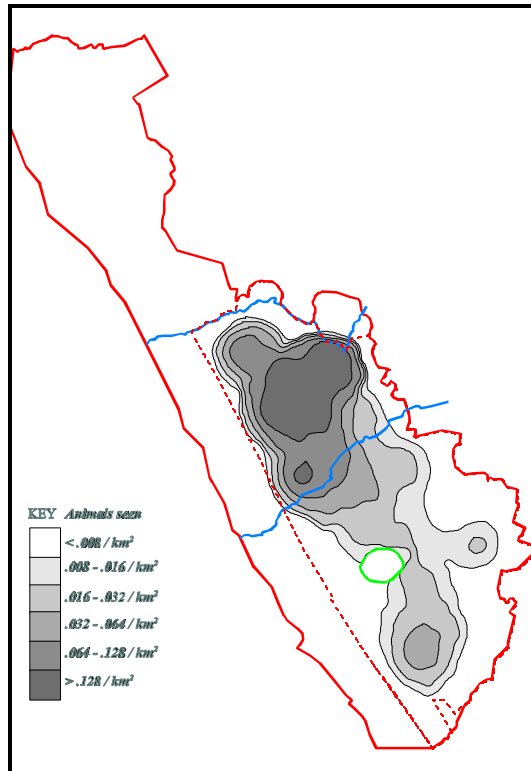 KEY Animals seen
< .008 / km²
.008 - .016 / km²
.016 - .032 / km²
.032 - .064 / km²
.064 - .128 / km²
> .128 / km²